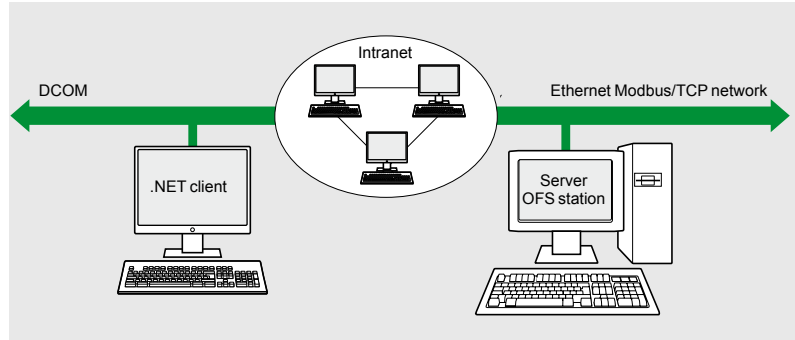 Intranet
DCOM
Ethernet Modbus/TCP network
.NET client
Server
OFS station